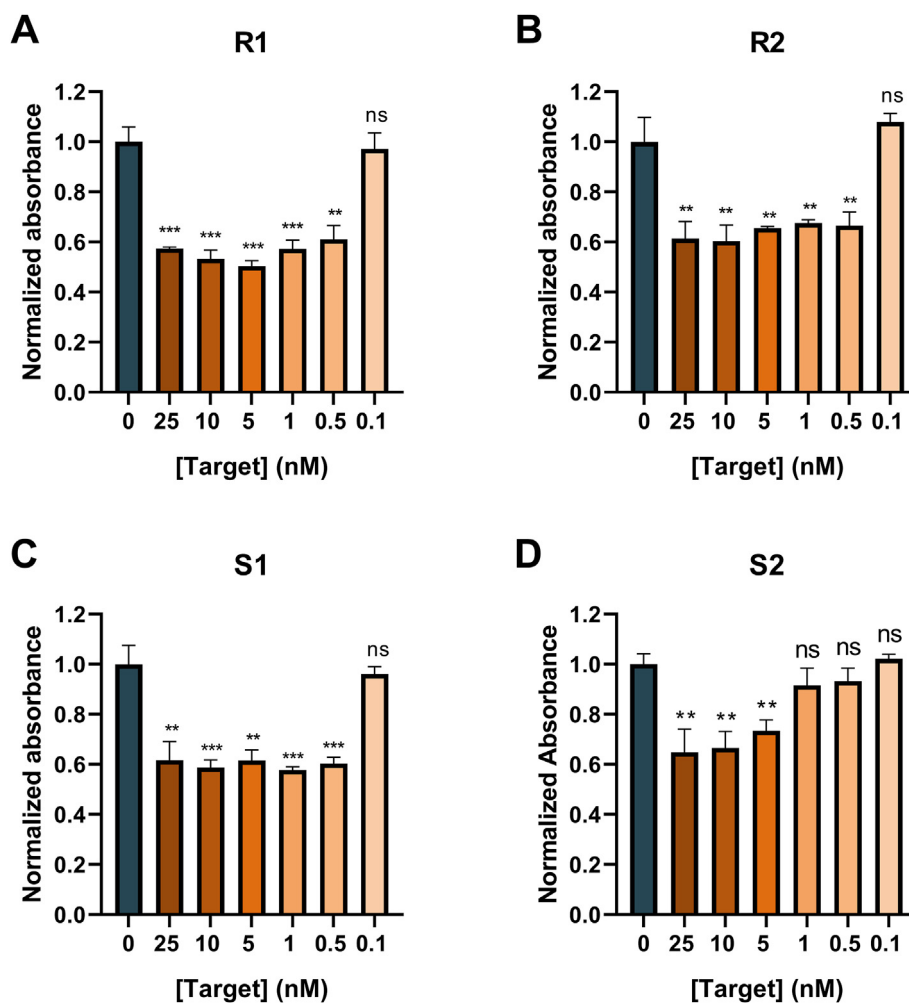 A
R1
Normalized absorbance
1.2
1.0
0.8
0.6
0.4
0.2
0.0
*** *** *** *** ** ns
0 25 10 5 1 0.5 0.1
[Target] (nM)
B
R2
Normalized absorbance
1.2
1.0
0.8
0.6
0.4
0.2
0.0
** ** ** ** ** ns
0 25 10 5 1 0.5 0.1
[Target] (nM)
C
S1
Normalized absorbance
1.2
1.0
0.8
0.6
0.4
0.2
0.0
** *** ** *** *** ns
0 25 10 5 1 0.5 0.1
[Target] (nM)
D
S2
Normalized Absorbance
1.2
1.0
0.8
0.6
0.4
0.2
0.0
** ** ** ns ns ns
0 25 10 5 1 0.5 0.1
[Target] (nM)